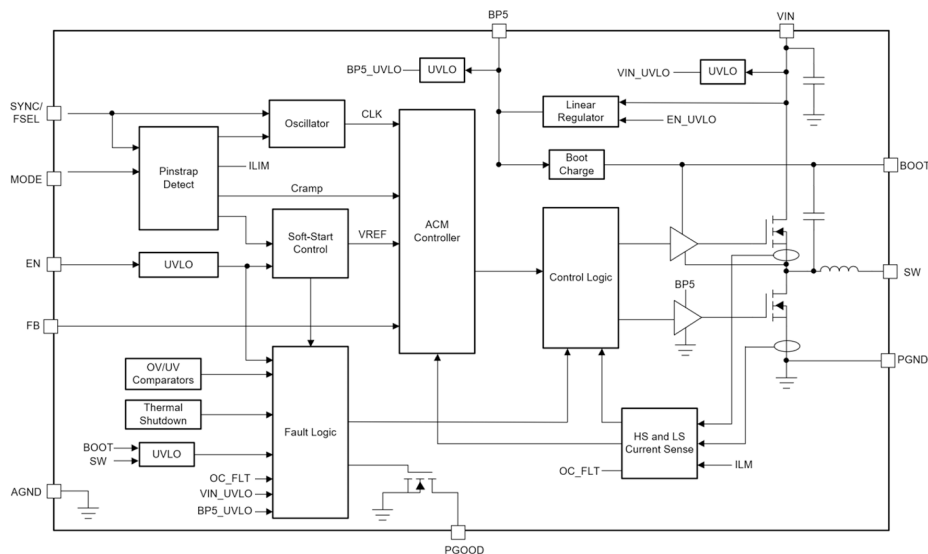 BP5
VIN
BP5_UVLO
UVLO
VIN_UVLO
UVLO
SYNC/
FSEL
Oscillator
CLK
Linear
Regulator
EN_UVLO
MODE
Pinstrap
Detect
ILIM
Cramp
Boot
Charge
BOOT
ACM
Controller
Soft-Start
Control
VREF
Control Logic
EN
UVLO
SW
BP5
FB
PGND
OV/UV
Comparators
Thermal
Shutdown
Fault Logic
BOOT
SW
UVLO
HS and LS
Current Sense
OC_FLT
ILM
OC_FLT
VIN_UVLO
BP5_UVLO
AGND
PGOOD